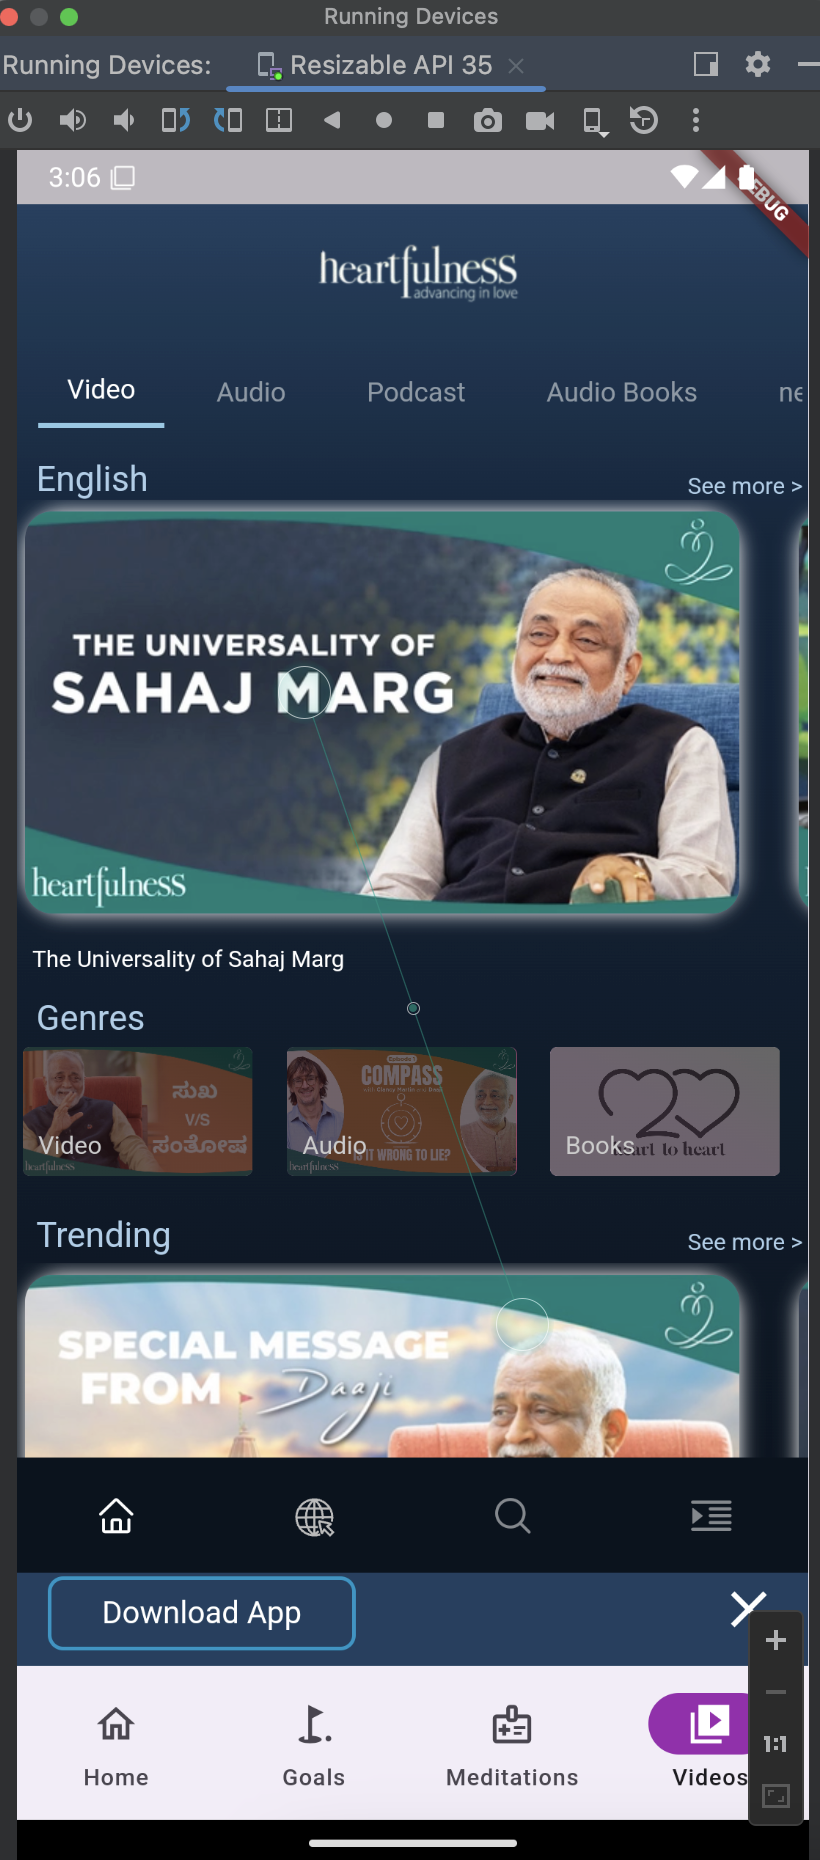 Running Devices
Running Devices:
Resizable API 35
3:06
heartfulness
advancing in love
Video
Audio
Podcast
Audio Books
English
See more >
THE UNIVERSALITY OF
SAHAJ MARG
heartfulness
The Universality of Sahaj Marg
Genres
ಸುಖ
V/S
ಸಂತೋಷ
Video
heartfulness
COMPASS
Audio
IS IT WRONG TO LIE?
heartfulness
Books
heart to heart
Trending
See more >
SPECIAL MESSAGE
FROM Daaji
Download App
1:1
Home
Goals
Meditations
Videos